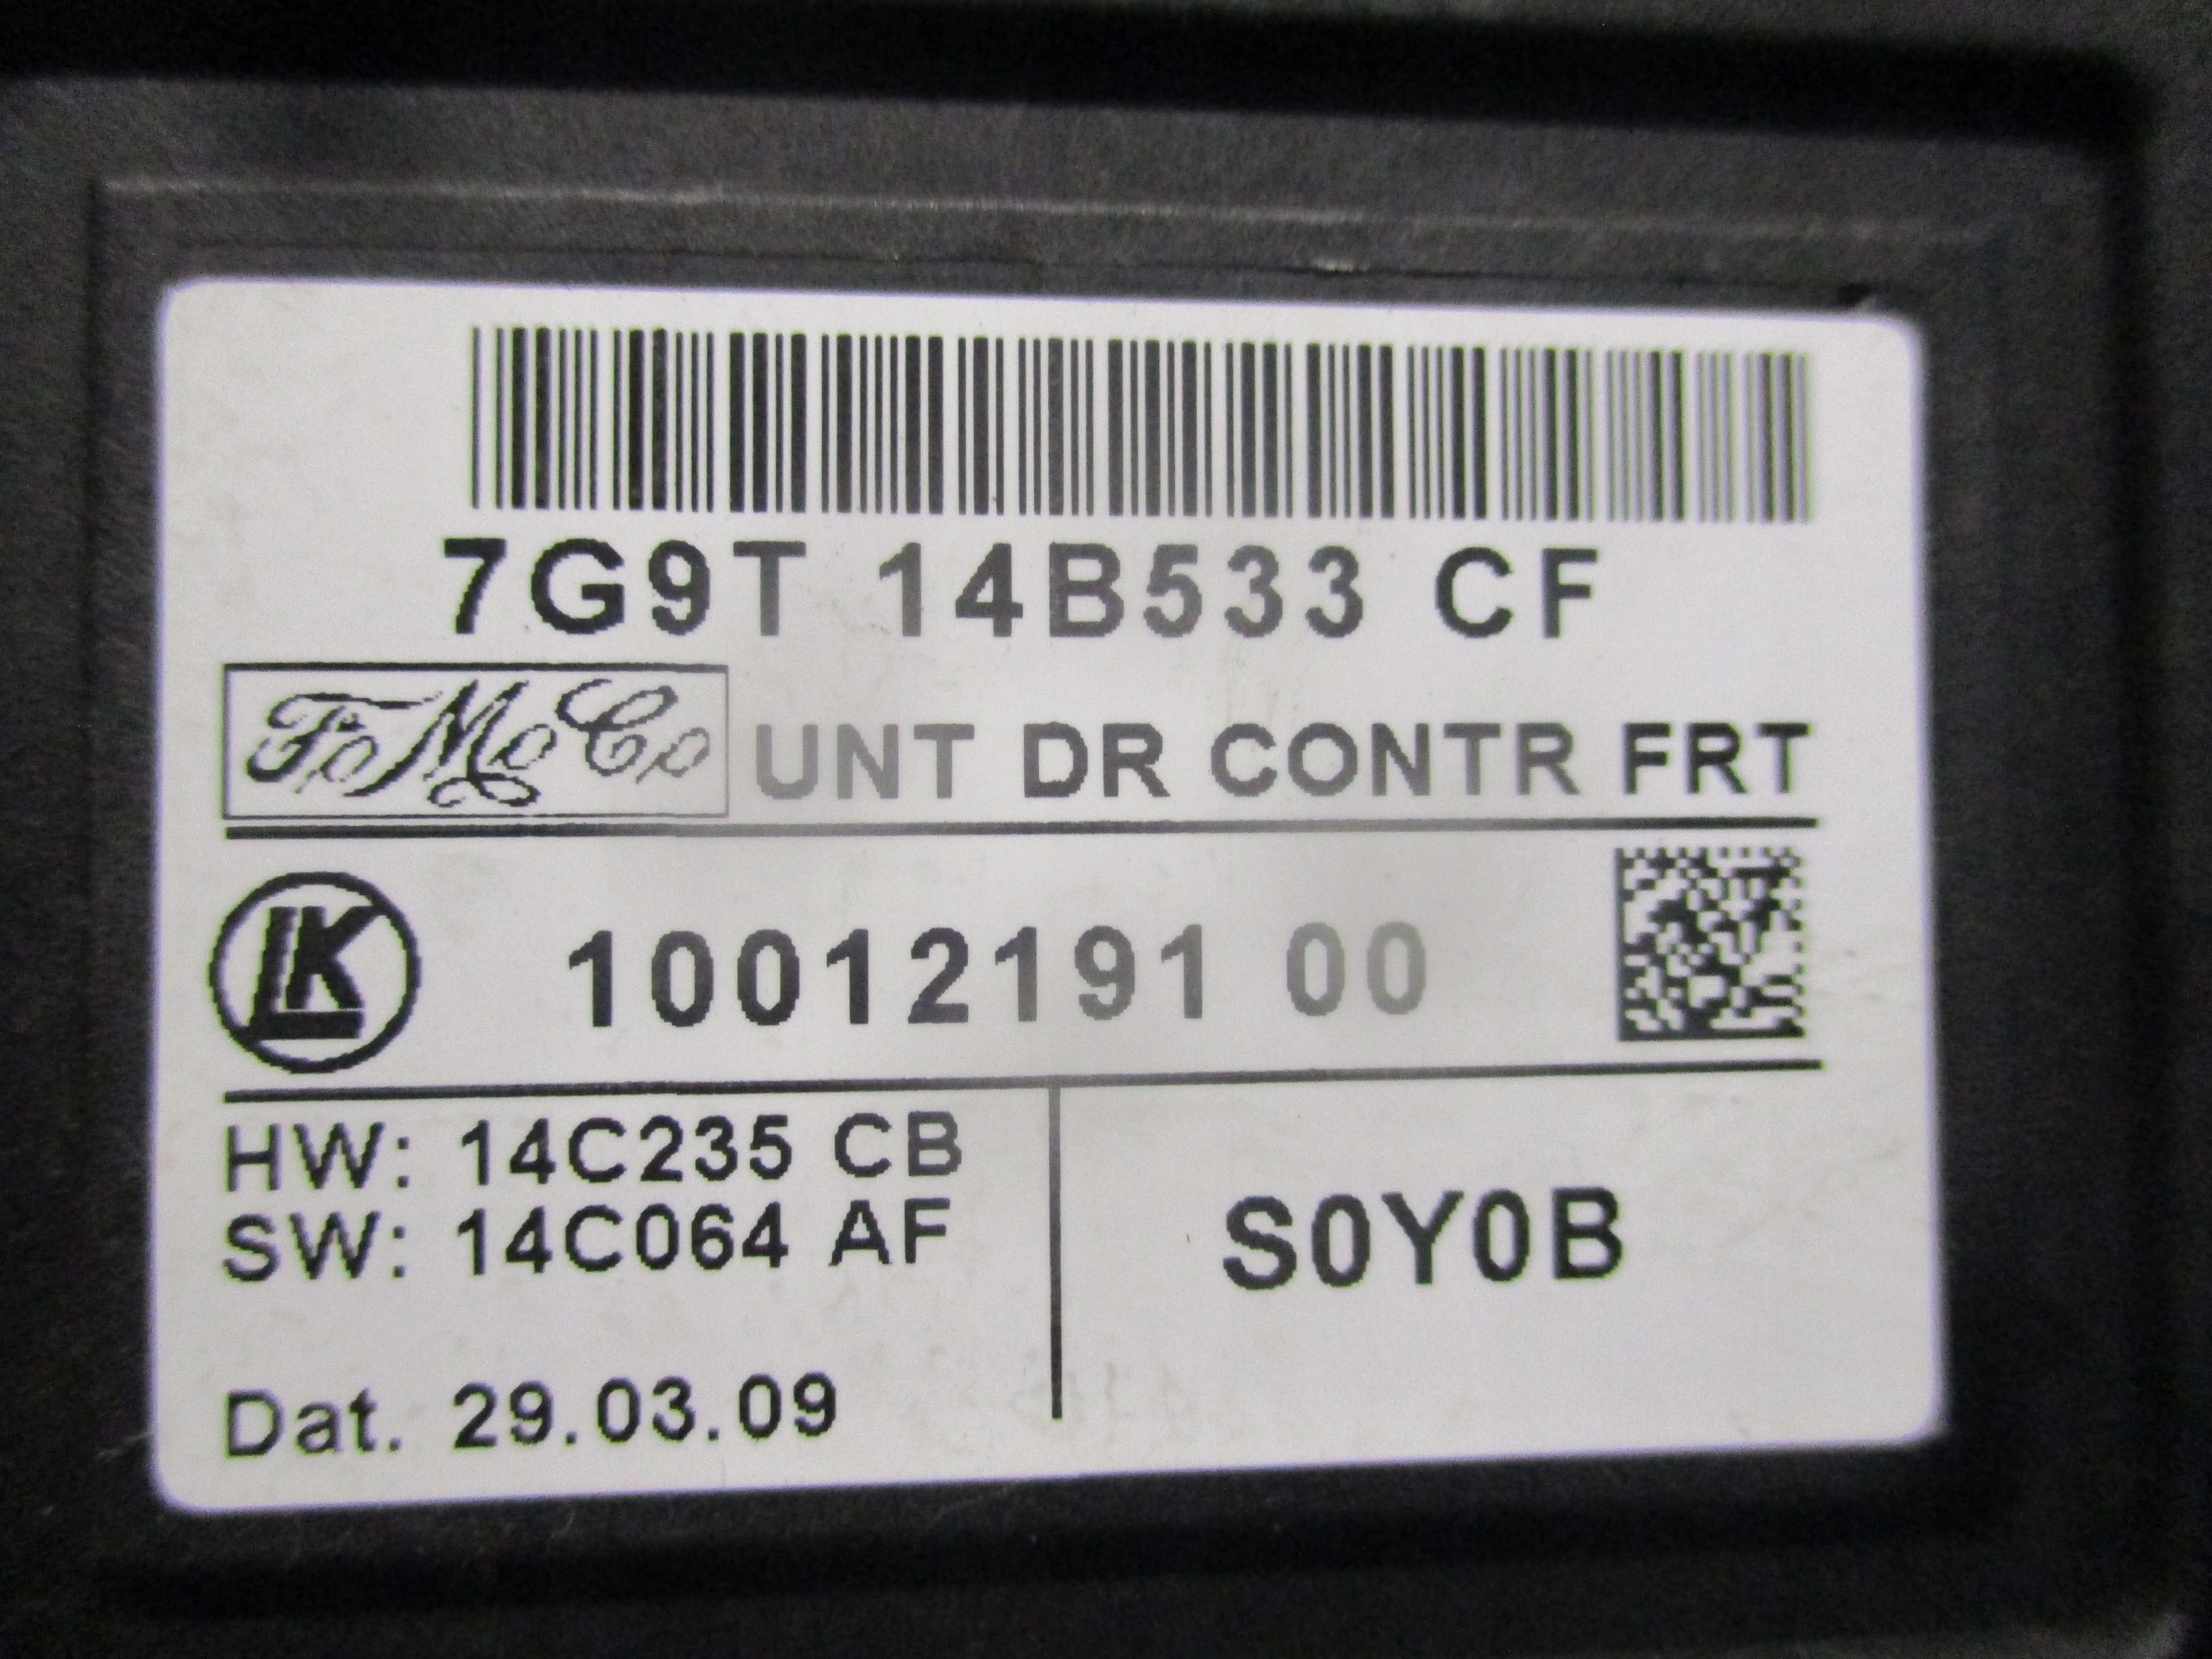 7G9T 14B533 CF
FoMoCo UNT DR CONTR FRT
LK 10012191 00
HW: 14C235 CB
SW: 14C064 AF
S0Y0B
Dat. 29.03.09